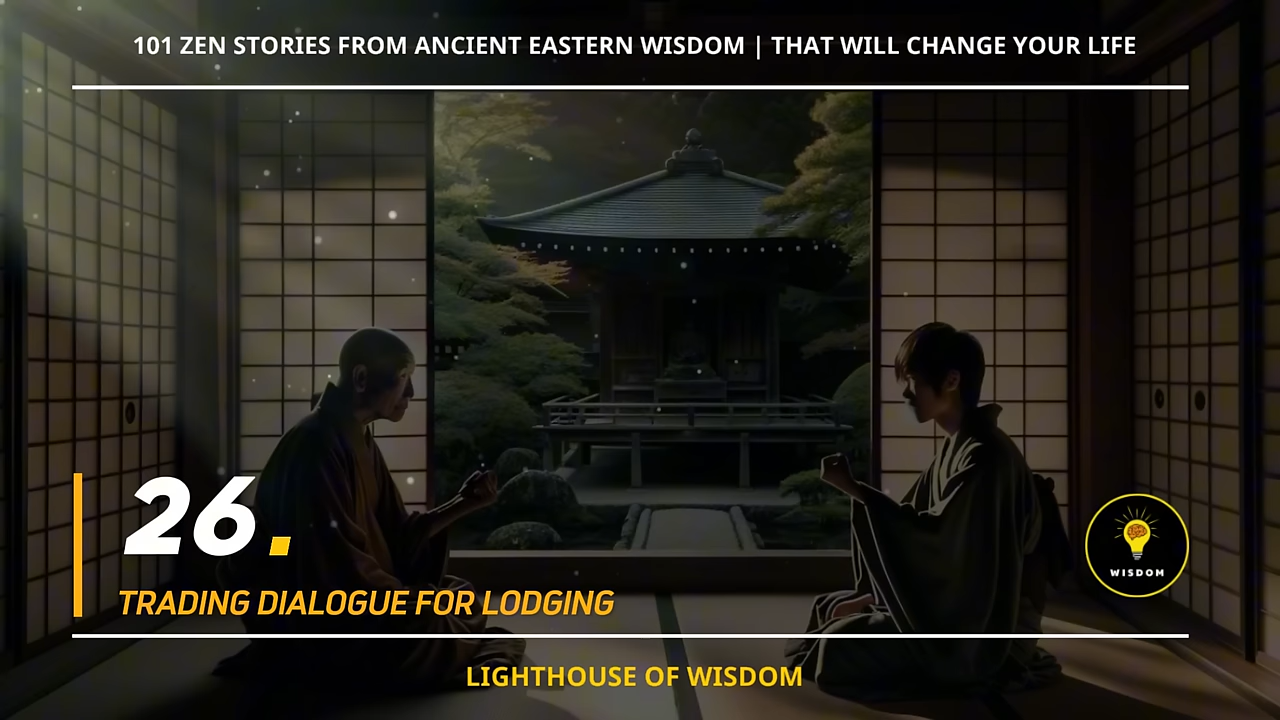 101 ZEN STORIES FROM ANCIENT EASTERN WISDOM | THAT WILL CHANGE YOUR LIFE
26.
TRADING DIALOGUE FOR LODGING
WISDOM
LIGHTHOUSE OF WISDOM